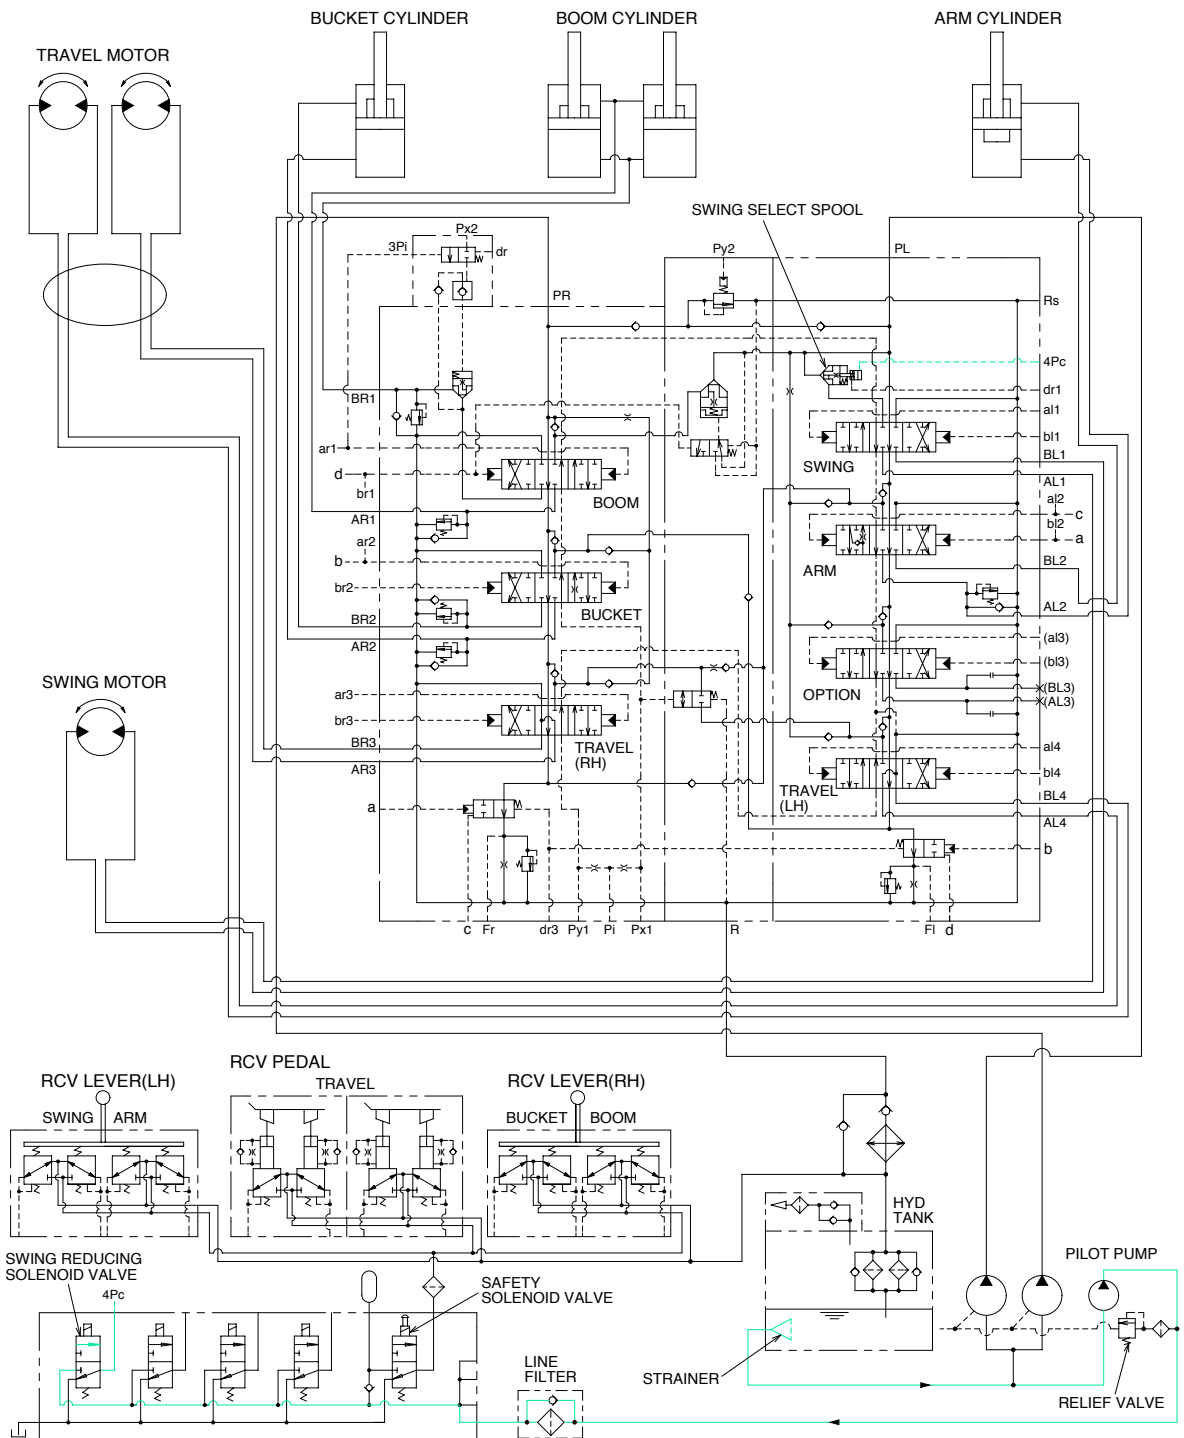 BUCKET CYLINDER
BOOM CYLINDER
ARM CYLINDER
TRAVEL MOTOR
SWING SELECT SPOOL
Px2
3Pi
dr
Py2
PL
PR
Rs
4Pc
dr1
BR1
al1
ar1
bl1
BL1
SWING
d
BOOM
AL1
br1
al2
AR1
c
bl2
ar2
a
b
ARM
BL2
br2
BUCKET
AL2
BR2
(al3)
AR2
(bl3)
SWING MOTOR
OPTION
(BL3)
ar3
(AL3)
br3
TRAVEL
(RH)
al4
BR3
bl4
AR3
TRAVEL
(LH)
BL4
a
AL4
b
c
Fr
dr3
Py1
Pi
Px1
R
Fl
d
RCV PEDAL
RCV LEVER(LH)
TRAVEL
RCV LEVER(RH)
SWING
ARM
BUCKET
BOOM
HYD
TANK
PILOT PUMP
SWING REDUCING
SOLENOID VALVE
4Pc
SAFETY
SOLENOID VALVE
LINE
FILTER
STRAINER
RELIEF VALVE